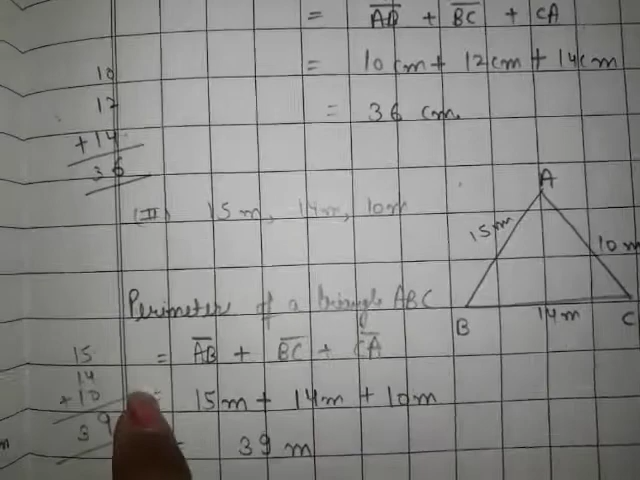 = AB + BC + CA
= 10 cm + 12 cm + 14 cm
= 36 cm.
10
12
+ 14
36
(II) 15 m, 14 m, 10 m
A
15 m
10 m
B
14 m
C
Perimeter of a triangle ABC
= AB + BC + CA
= 15 m + 14 m + 10 m
39 m
15
14
+ 10
39
m